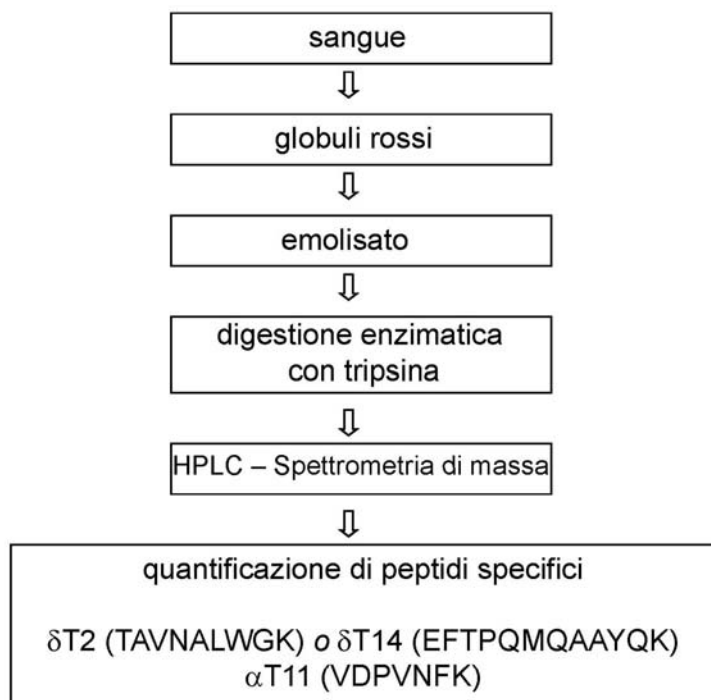 sangue
globuli rossi
emolisato
digestione enzimatica
con tripsina
HPLC – Spettrometria di massa
quantificazione di peptidi specifici
δT2 (TAVNALWGK) o δT14 (EFTPQMQAAYQK)
αT11 (VDPVNFK)